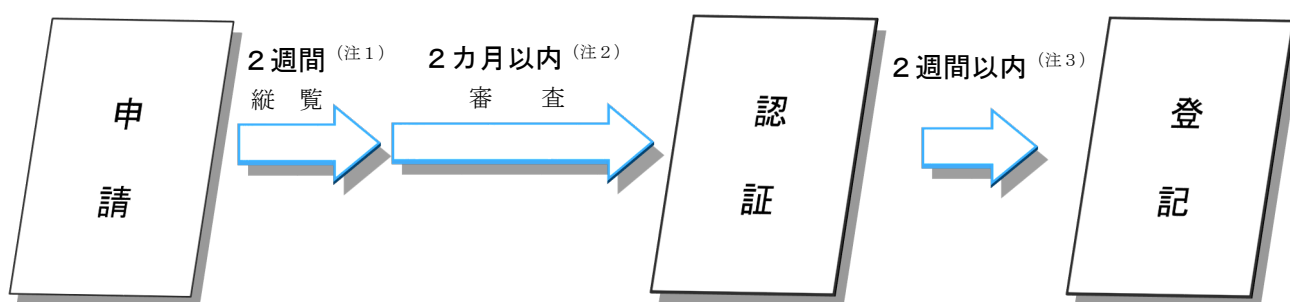 申請
２週間（注１）
縦　覧
２カ月以内（注２）
審　　査
認証
２週間以内（注３）
登記